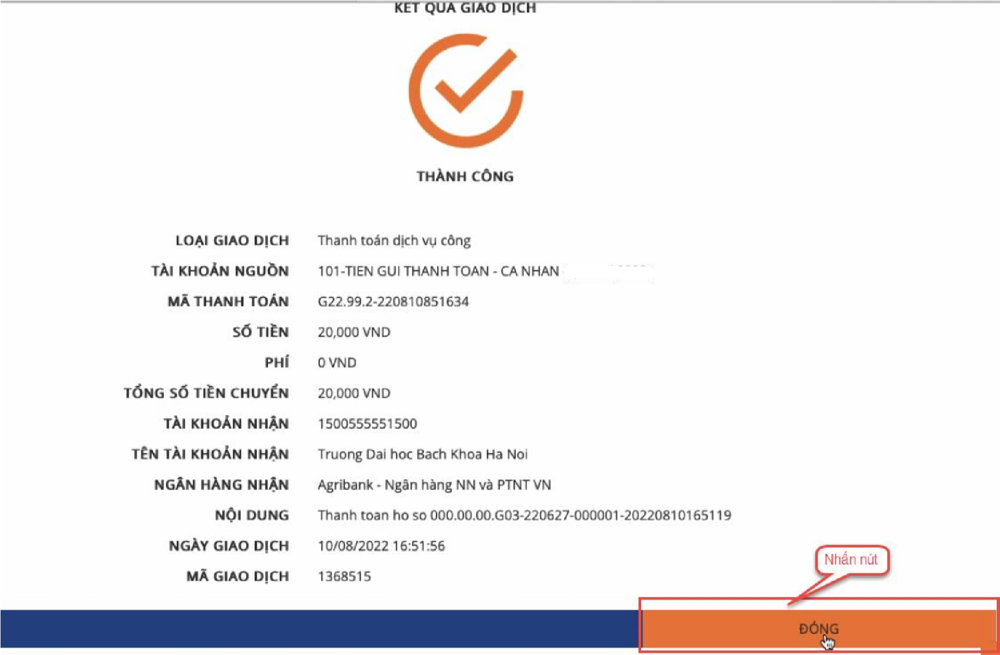 KẾT QUẢ GIAO DỊCH
THÀNH CÔNG
LOẠI GIAO DỊCH Thanh toán dịch vụ công
TÀI KHOẢN NGUỒN 101-TIEN GUI THANH TOAN - CA NHAN
MÃ THANH TOÁN G22.99.2-220810851634
SỐ TIỀN 20,000 VND
PHÍ 0 VND
TỔNG SỐ TIỀN CHUYỂN 20,000 VND
TÀI KHOẢN NHẬN 1500555551500
TÊN TÀI KHOẢN NHẬN Truong Dai hoc Bach Khoa Ha Noi
NGÂN HÀNG NHẬN Agribank - Ngân hàng NN và PTNT VN
NỘI DUNG Thanh toan ho so 000.00.00.G03-220627-000001-20220810165119
NGÀY GIAO DỊCH 10/08/2022 16:51:56
MÃ GIAO DỊCH 1368515
Nhấn nút
ĐÓNG